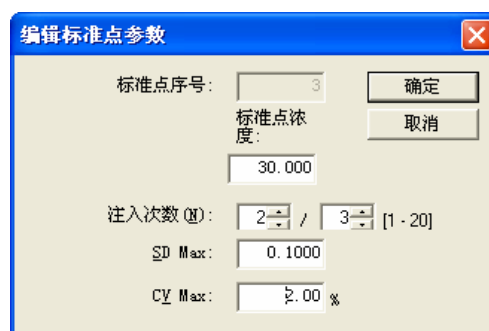 编辑标准点参数
标准点序号: 3 确定
标准点浓度: 取消
30.000
注入次数(N): 2 / 3 [1 - 20]
SD Max: 0.1000
CV Max: 2.00 %